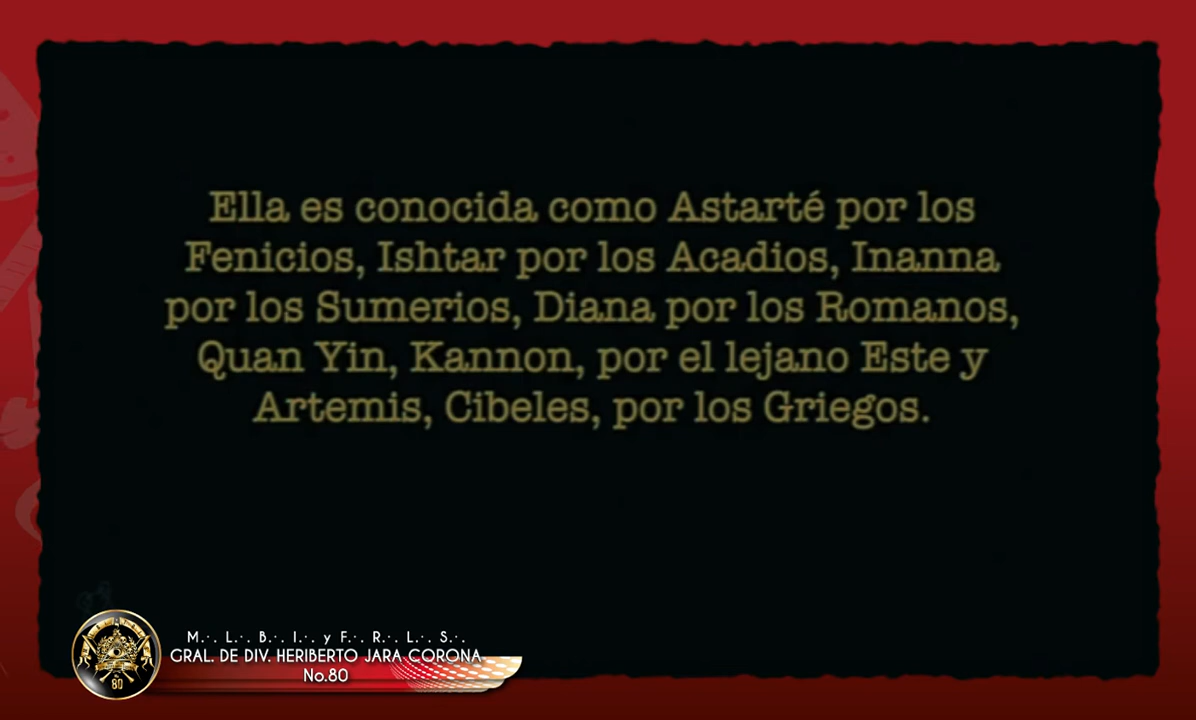 Ella es conocida como Astarté por los
Fenicios, Ishtar por los Acadios, Inanna
por los Sumerios, Diana por los Romanos,
Quan Yin, Kannon, por el lejano Este y
Artemis, Cibeles, por los Griegos.
M.·. L.·. B.·. I.·. y F.·. R.·. L.·. S.·.
GRAL. DE DIV. HERIBERTO JARA CORONA
No.80
80